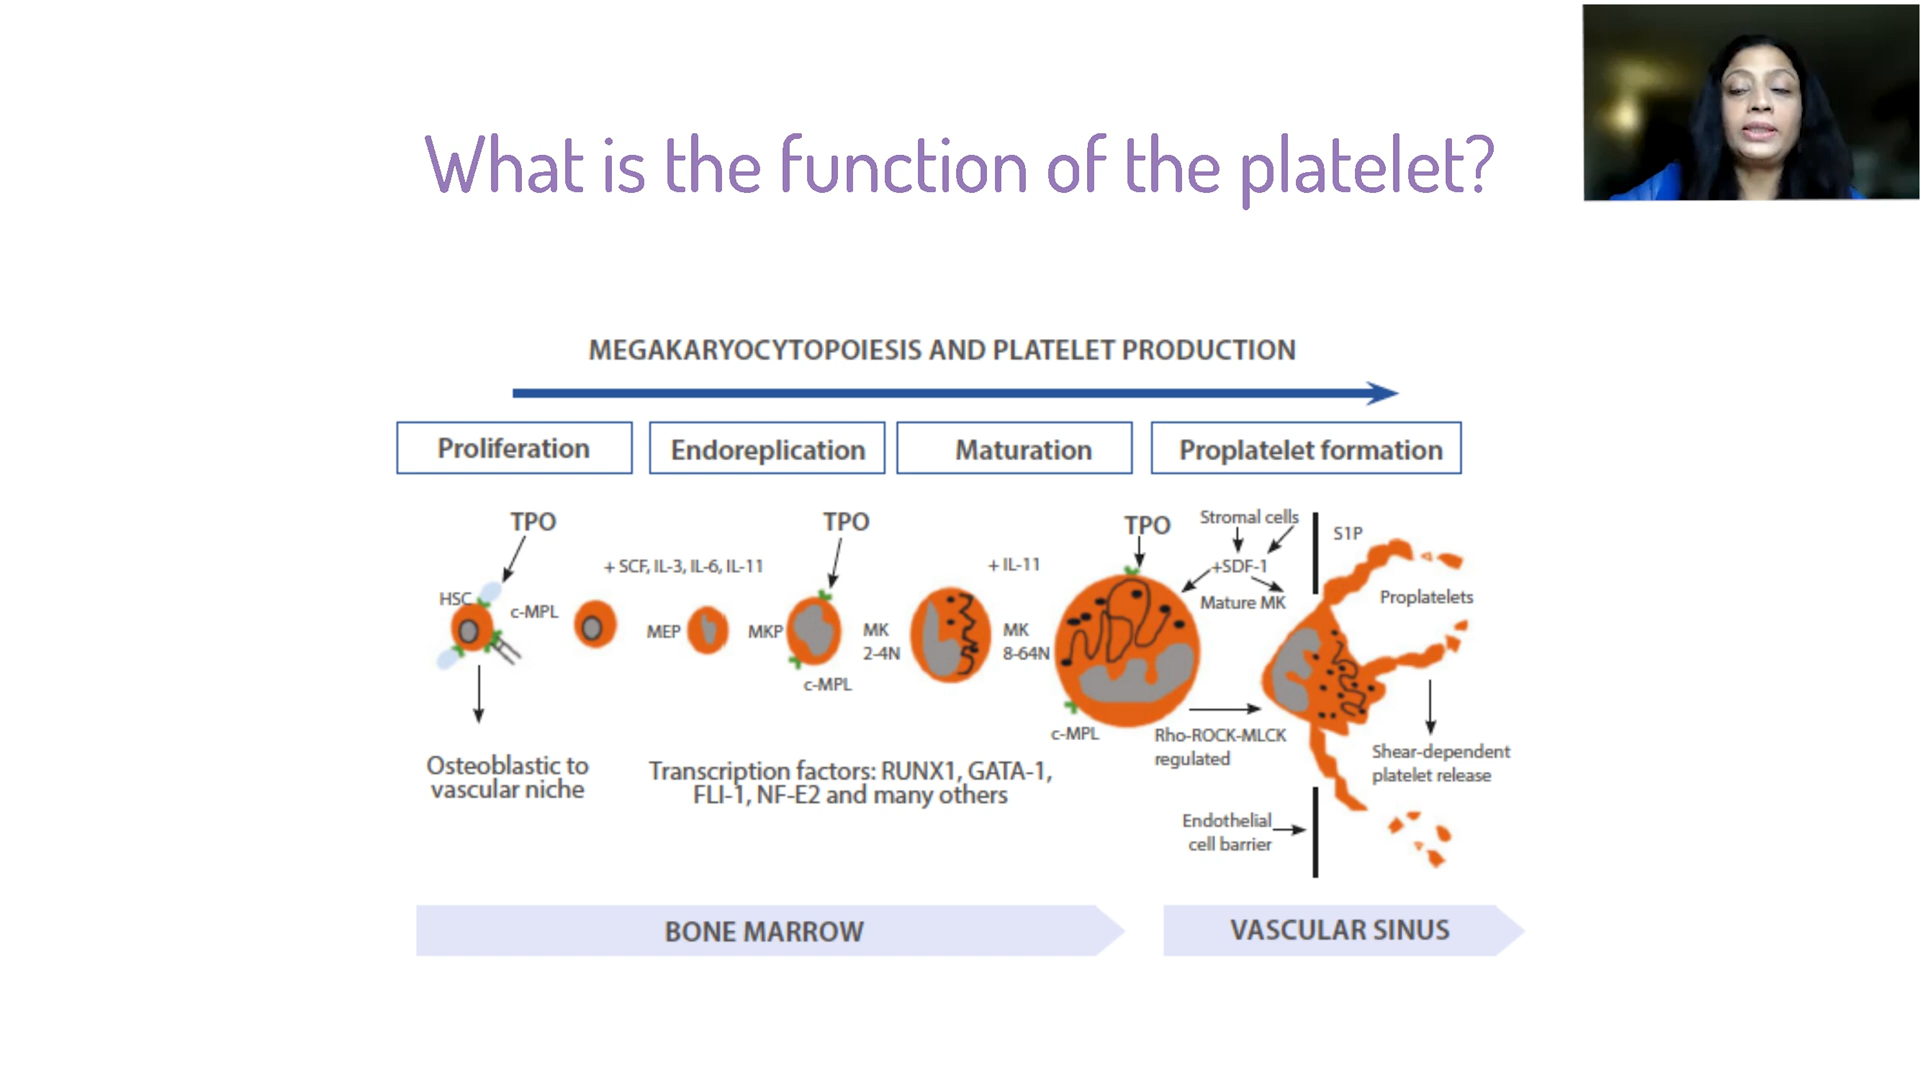 What is the function of the platelet?
MEGAKARYOCYTOPOIESIS AND PLATELET PRODUCTION
Proliferation
Endoreplication
Maturation
Proplatelet formation
TPO
HSC
c-MPL
Osteoblastic to
vascular niche
+ SCF, IL-3, IL-6, IL-11
MEP
MKP
TPO
c-MPL
MK
2-4N
+ IL-11
MK
8-64N
Transcription factors: RUNX1, GATA-1,
FLI-1, NF-E2 and many others
TPO
c-MPL
Stromal cells
+SDF-1
Mature MK
Rho-ROCK-MLCK
regulated
Endothelial
cell barrier
S1P
Proplatelets
Shear-dependent
platelet release
BONE MARROW
VASCULAR SINUS